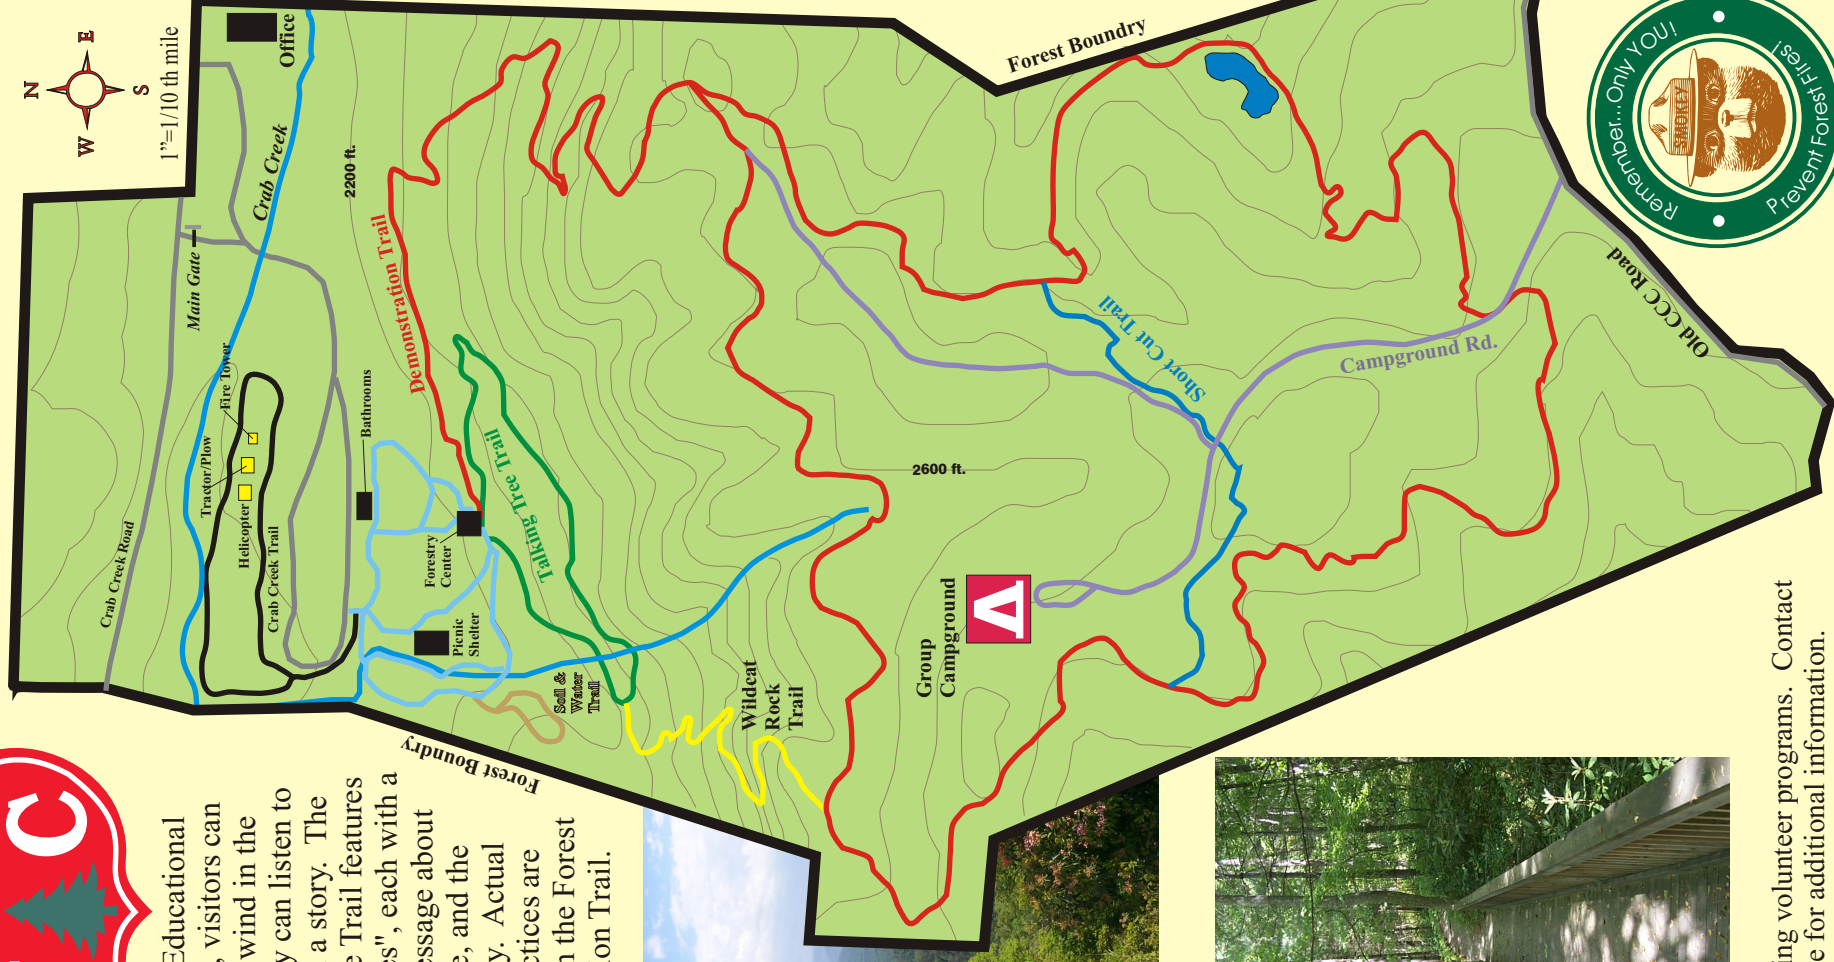 N
W
E
S
1”=1/10 th mile
Office
Crab Creek
2200 ft.
Main Gate
Demonstration Trail
Forest Boundry
Fire Tower
Tractor/Plow
Helicopter
Bathrooms
Crab Creek Road
Crab Creek Trail
Forestry
Center
Talking Tree Trail
Picnic
Shelter
Soil &
Water
Trail
Wildcat
Rock
Trail
Forest Boundry
2600 ft.
Group
Campground
Short Cut Trail
Campground Rd.
Old CCC Road
Remember...Only YOU!
Prevent Forest Fires!
SMOKEY
C
Educational
, visitors can
wind in the
y can listen to
a story. The
e Trail features
es", each with a
essage about
e, and the
y. Actual
ctices are
n the Forest
ion Trail.
ing volunteer programs. Contact
e for additional information.